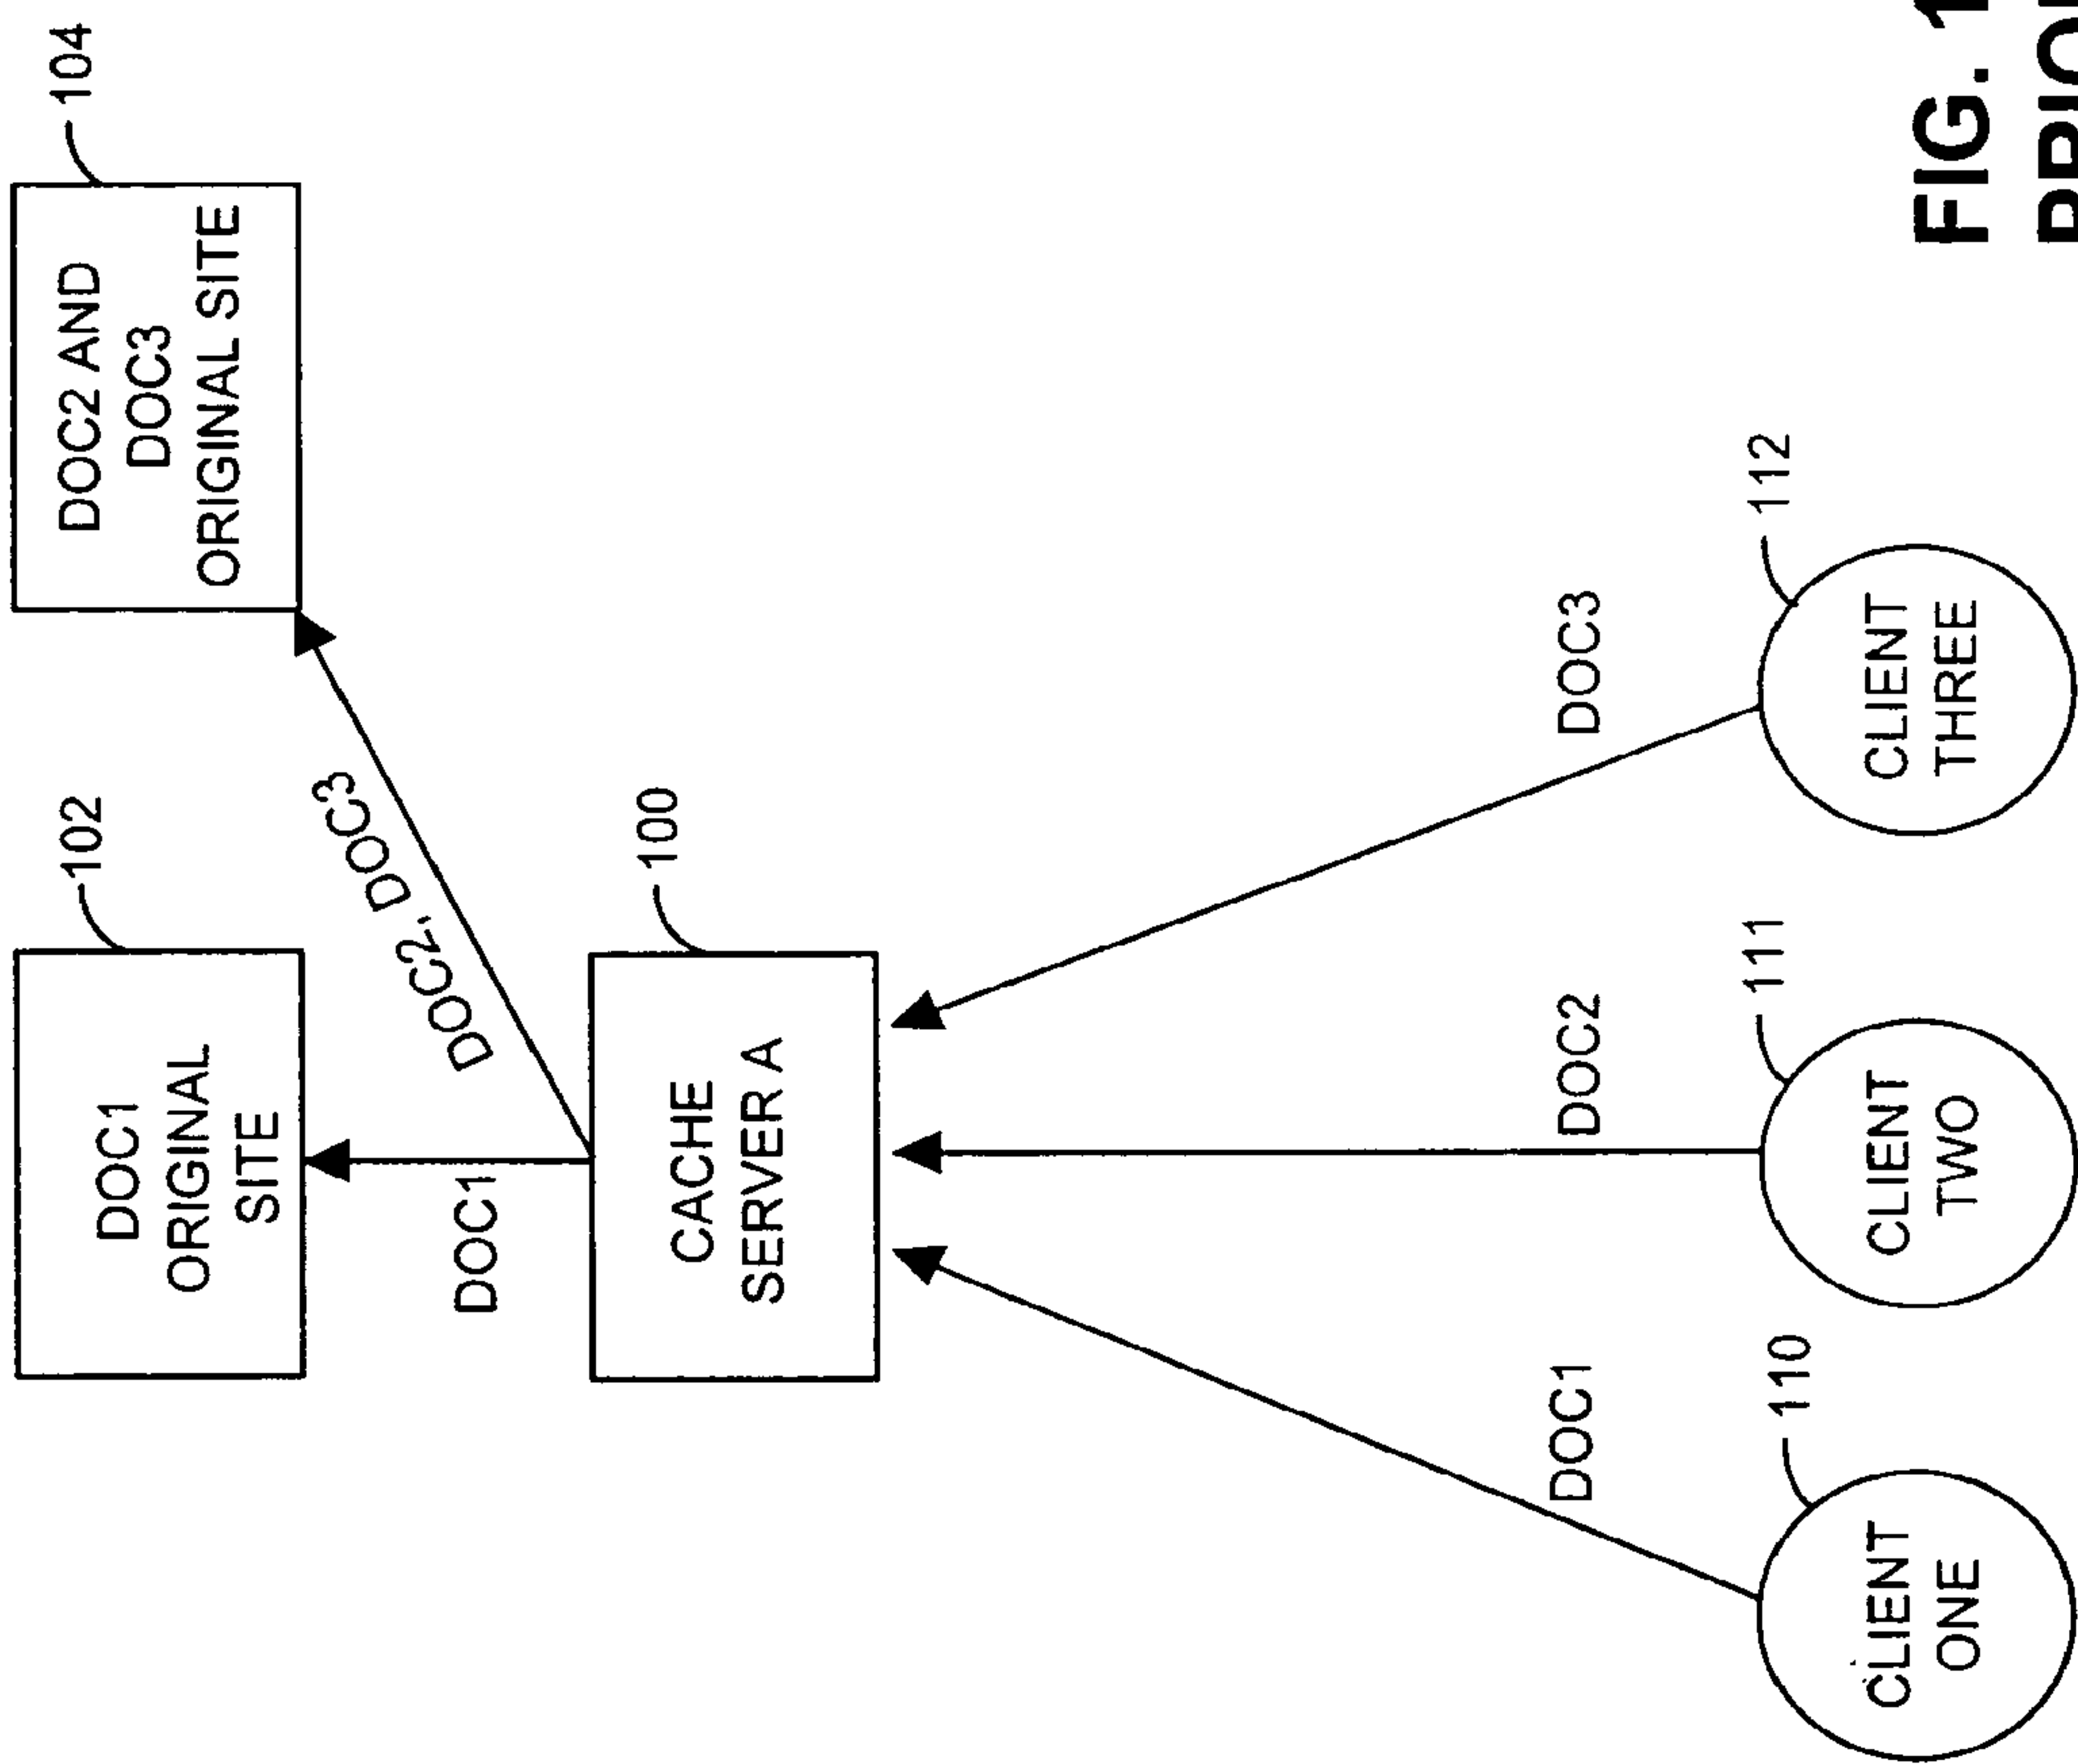 DOC1
ORIGINAL
SITE
102
DOC2 AND
DOC3
ORIGINAL SITE
104
DOC1
DOC2, DOC3
CACHE
SERVER A
100
DOC1
DOC2
DOC3
CLIENT
ONE
110
CLIENT
TWO
111
CLIENT
THREE
112
FIG. 1